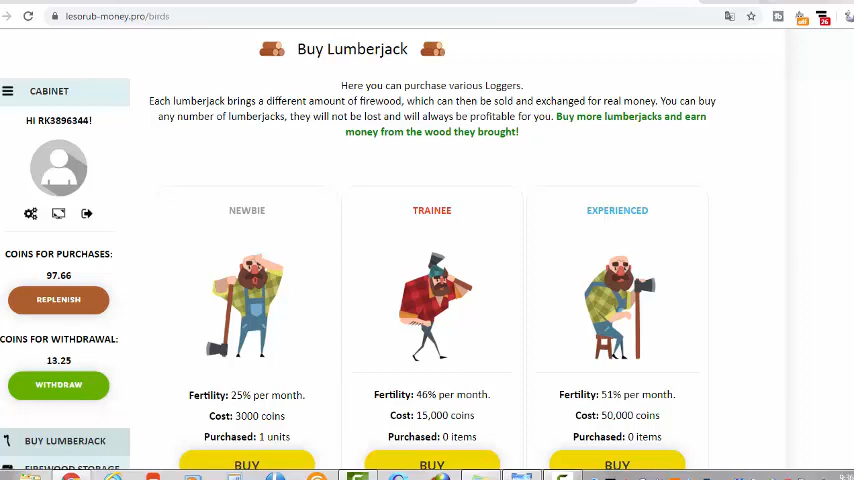 lesorub-money.pro/birds
off
26
Buy Lumberjack
CABINET
Here you can purchase various Loggers.
Each lumberjack brings a different amount of firewood, which can then be sold and exchanged for real money. You can buy
any number of lumberjacks, they will not be lost and will always be profitable for you. Buy more lumberjacks and earn
money from the wood they brought!
HI RK3896344!
COINS FOR PURCHASES:
97.66
REPLENISH
COINS FOR WITHDRAWAL:
13.25
WITHDRAW
BUY LUMBERJACK
FIREWOOD STORAGE
NEWBIE
Fertility: 25% per month.
Cost: 3000 coins
Purchased: 1 units
BUY
TRAINEE
Fertility: 46% per month.
Cost: 15,000 coins
Purchased: 0 items
BUY
EXPERIENCED
Fertility: 51% per month.
Cost: 50,000 coins
Purchased: 0 items
BUY